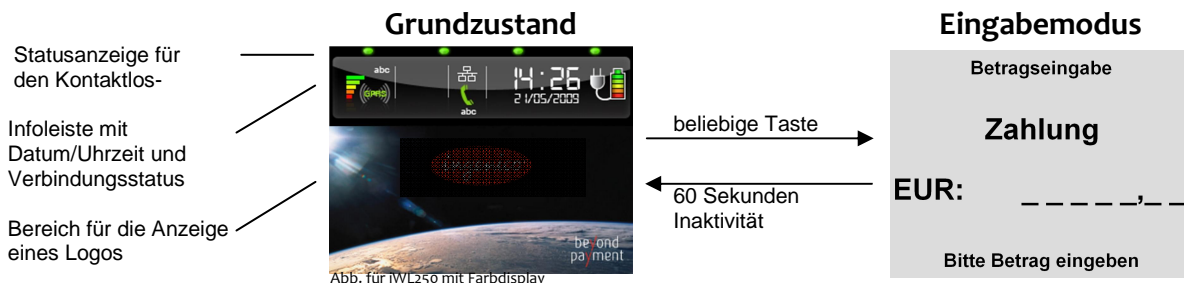 Grundzustand
Eingabemodus
Statusanzeige für
den Kontaktlos-
Infoleiste mit
Datum/Uhrzeit und
Verbindungsstatus
Bereich für die Anzeige
eines Logos
abc
GPRS
abc
14:26
21/05/2009
beyond
payment
Abb. für iWL250 mit Farbdisplay
beliebige Taste
60 Sekunden
Inaktivität
Betragseingabe
Zahlung
EUR: _ _ _ _ _,_ _
Bitte Betrag eingeben